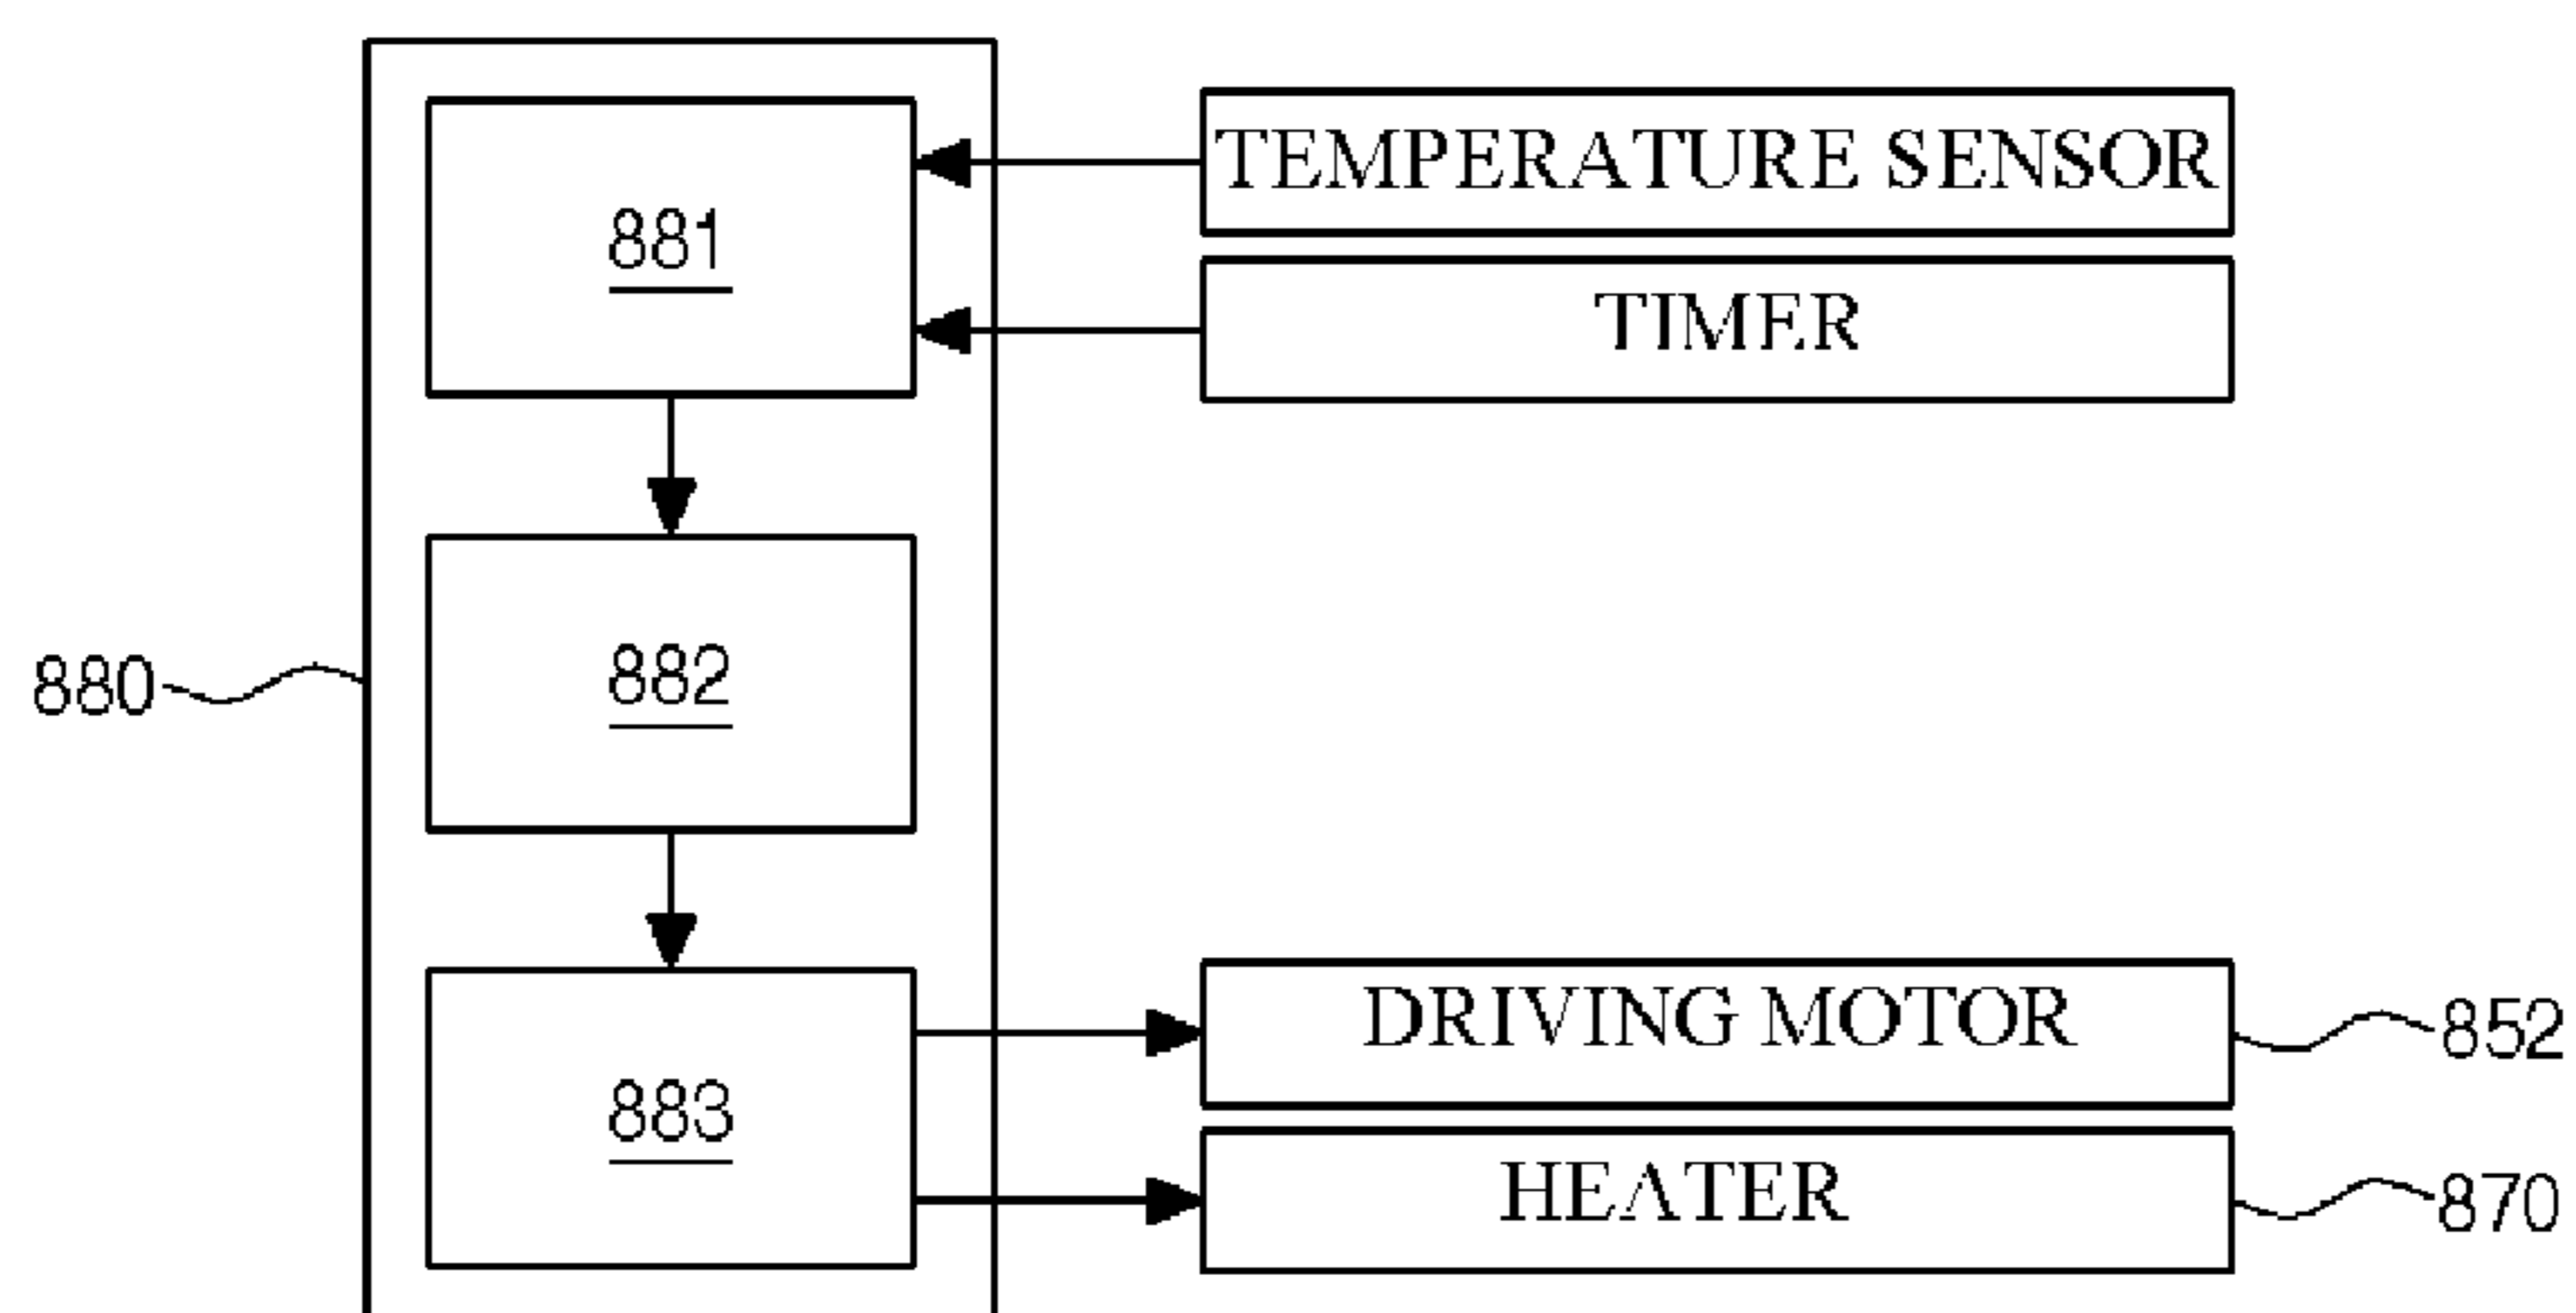 TEMPERATURE SENSOR
881
TIMER
880
882
DRIVING MOTOR
852
883
HEATER
870